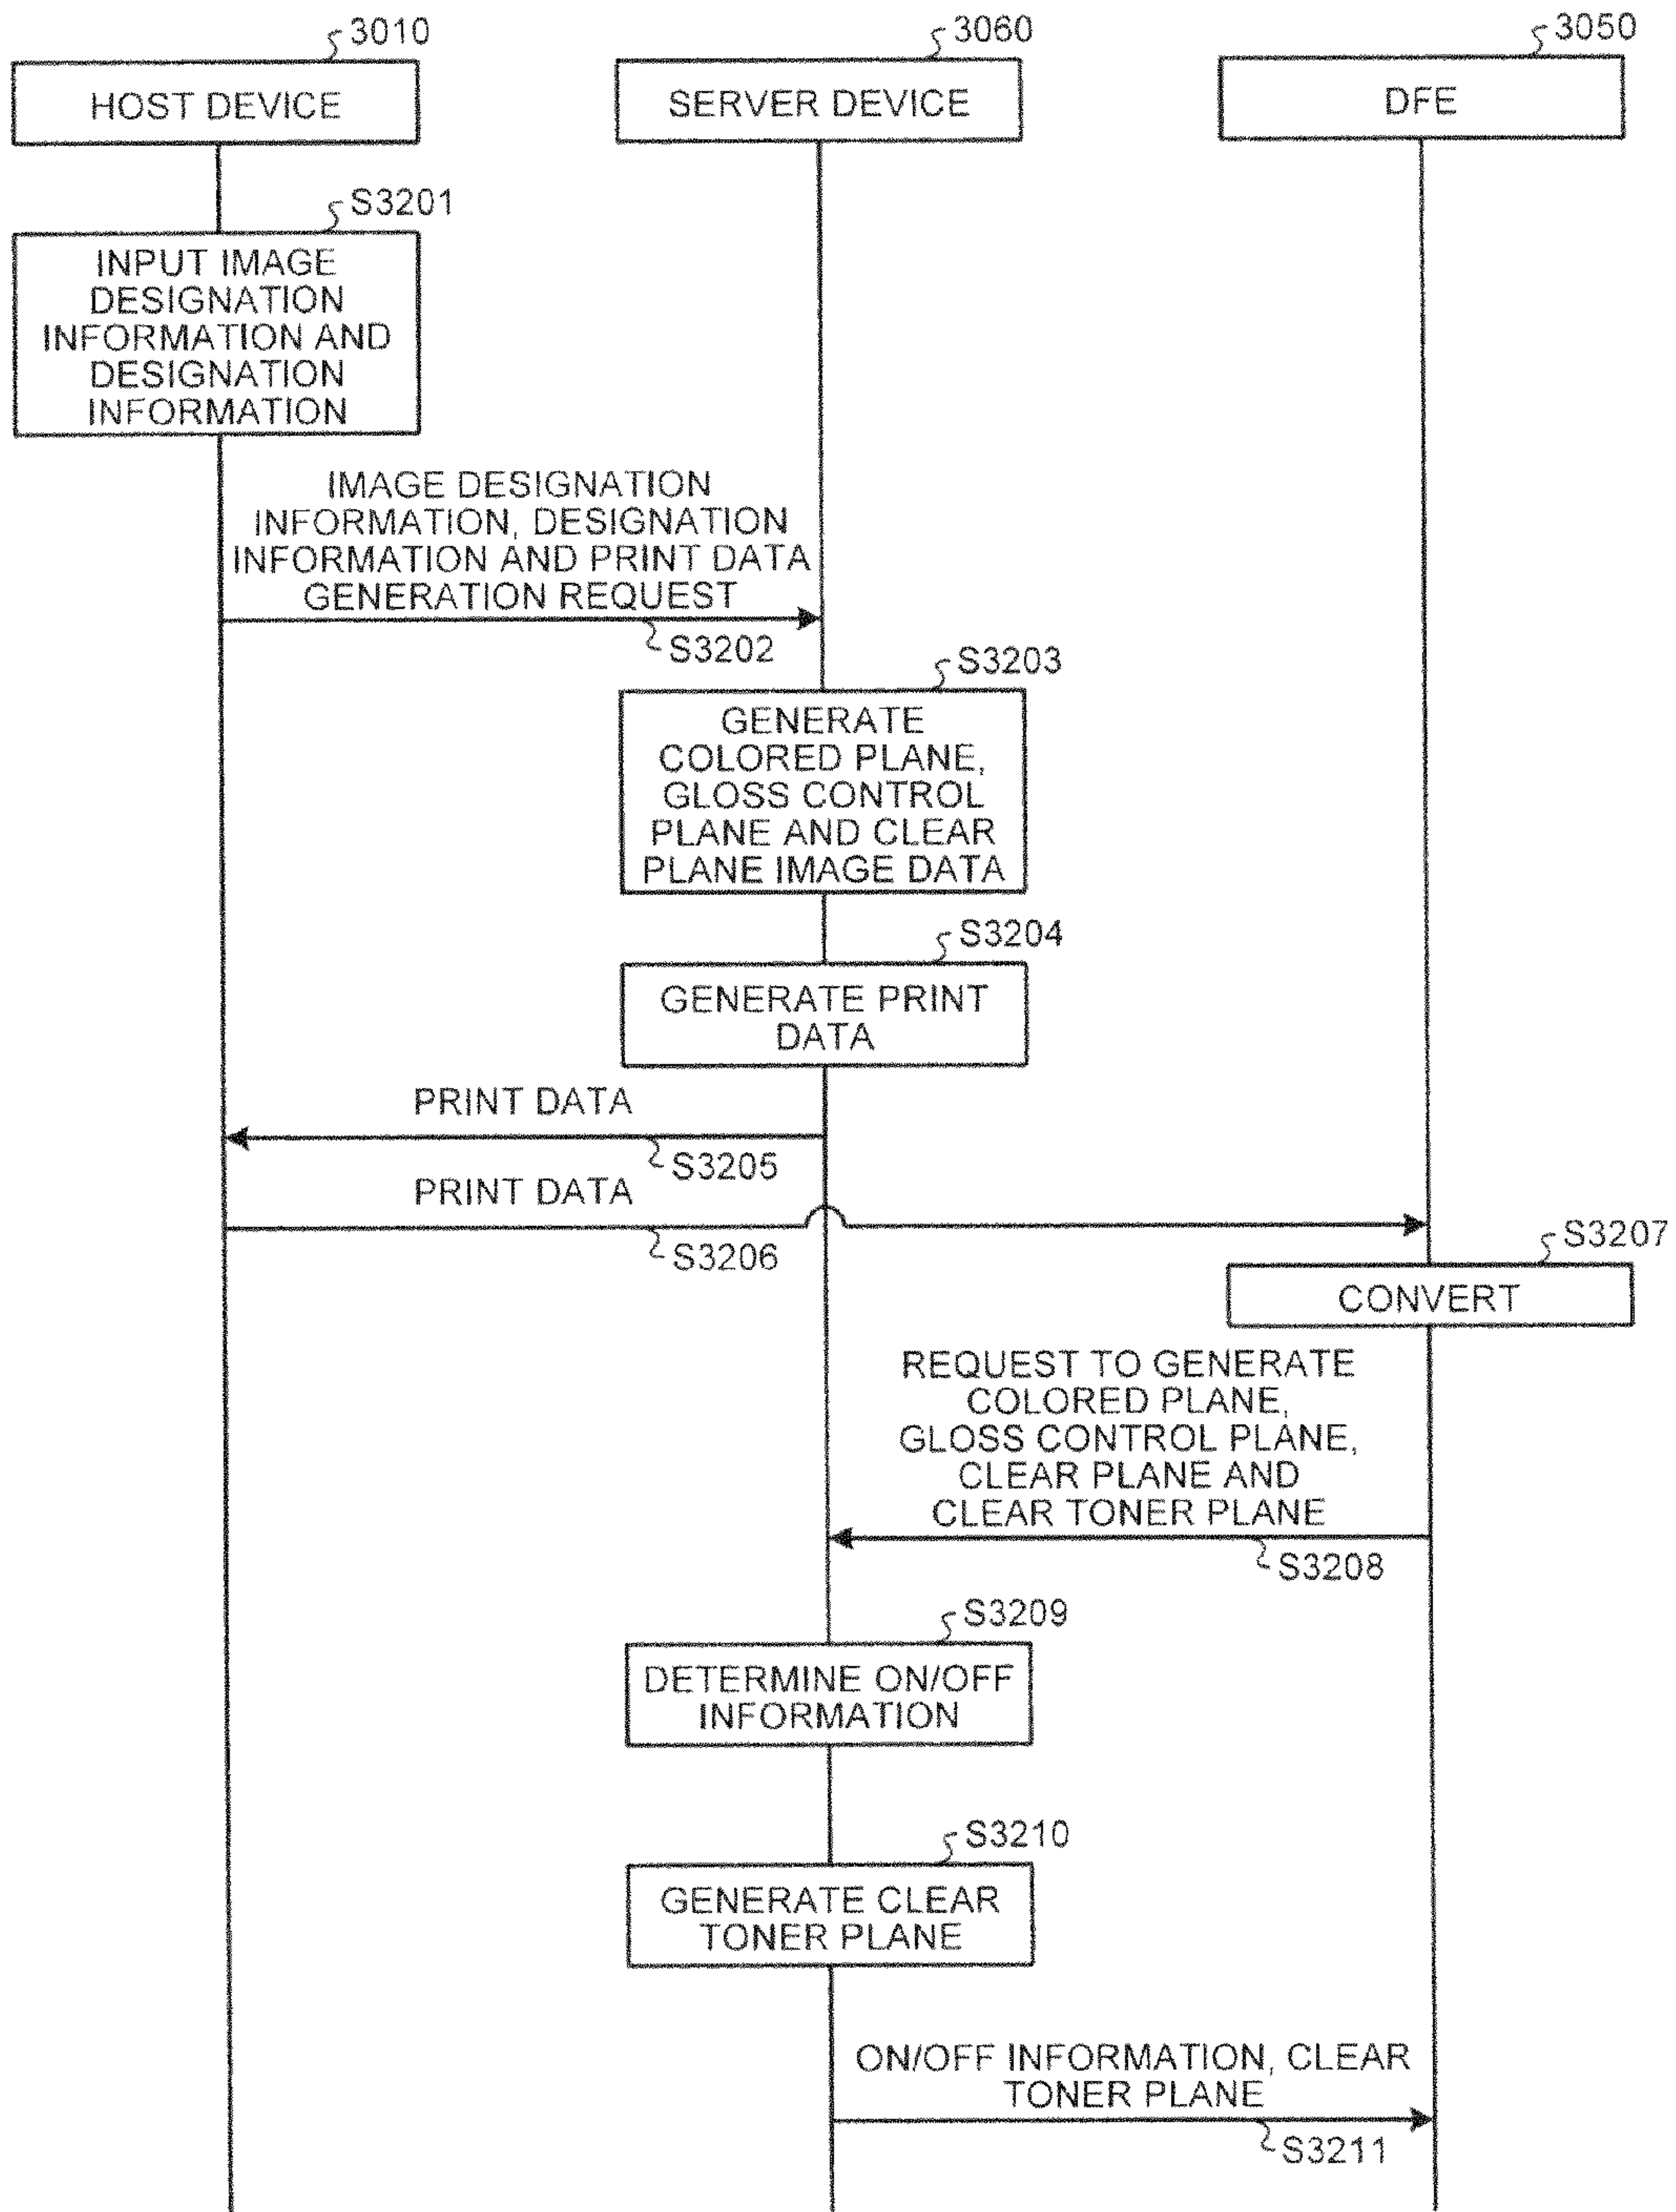 3010
3060
3050
HOST DEVICE
SERVER DEVICE
DFE
S3201
INPUT IMAGE
DESIGNATION
INFORMATION AND
DESIGNATION
INFORMATION
IMAGE DESIGNATION
INFORMATION, DESIGNATION
INFORMATION AND PRINT DATA
GENERATION REQUEST
S3202
S3203
GENERATE
COLORED PLANE,
GLOSS CONTROL
PLANE AND CLEAR
PLANE IMAGE DATA
S3204
GENERATE PRINT
DATA
PRINT DATA
S3205
PRINT DATA
S3206
S3207
CONVERT
REQUEST TO GENERATE
COLORED PLANE,
GLOSS CONTROL PLANE,
CLEAR PLANE AND
CLEAR TONER PLANE
S3208
S3209
DETERMINE ON/OFF
INFORMATION
S3210
GENERATE CLEAR
TONER PLANE
ON/OFF INFORMATION, CLEAR
TONER PLANE
S3211